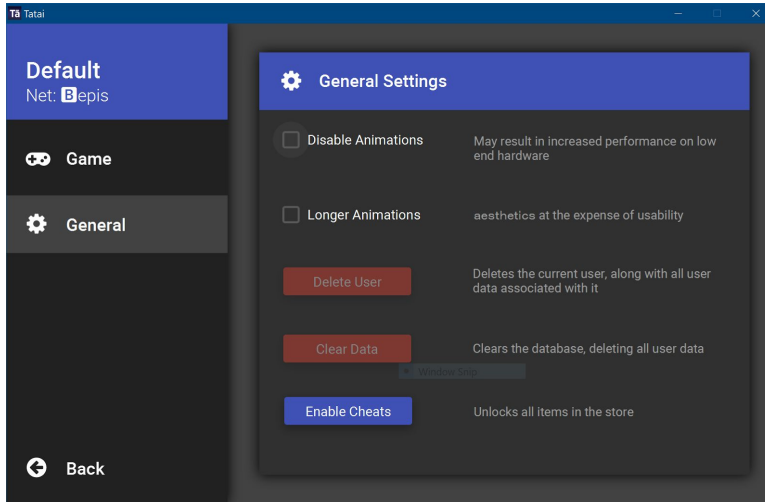 Tā Tatai
Default
Net: Bepis
Game
General
Back
General Settings
Disable Animations
May result in increased performance on low
end hardware
Longer Animations
aesthetics at the expense of usability
Delete User
Deletes the current user, along with all user
data associated with it
Clear Data
Clears the database, deleting all user data
Window Snip
Enable Cheats
Unlocks all items in the store